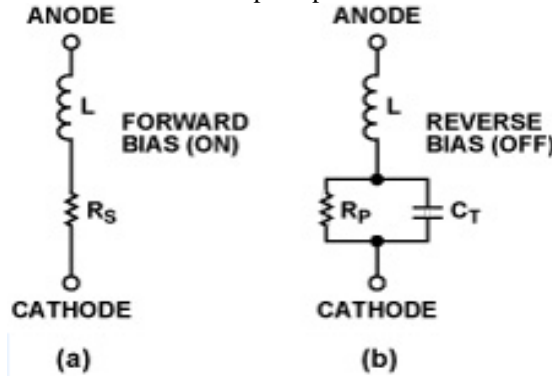 ANODE
L
FORWARD
BIAS (ON)
RS
CATHODE
(a)
ANODE
L
REVERSE
BIAS (OFF)
RP
CT
CATHODE
(b)